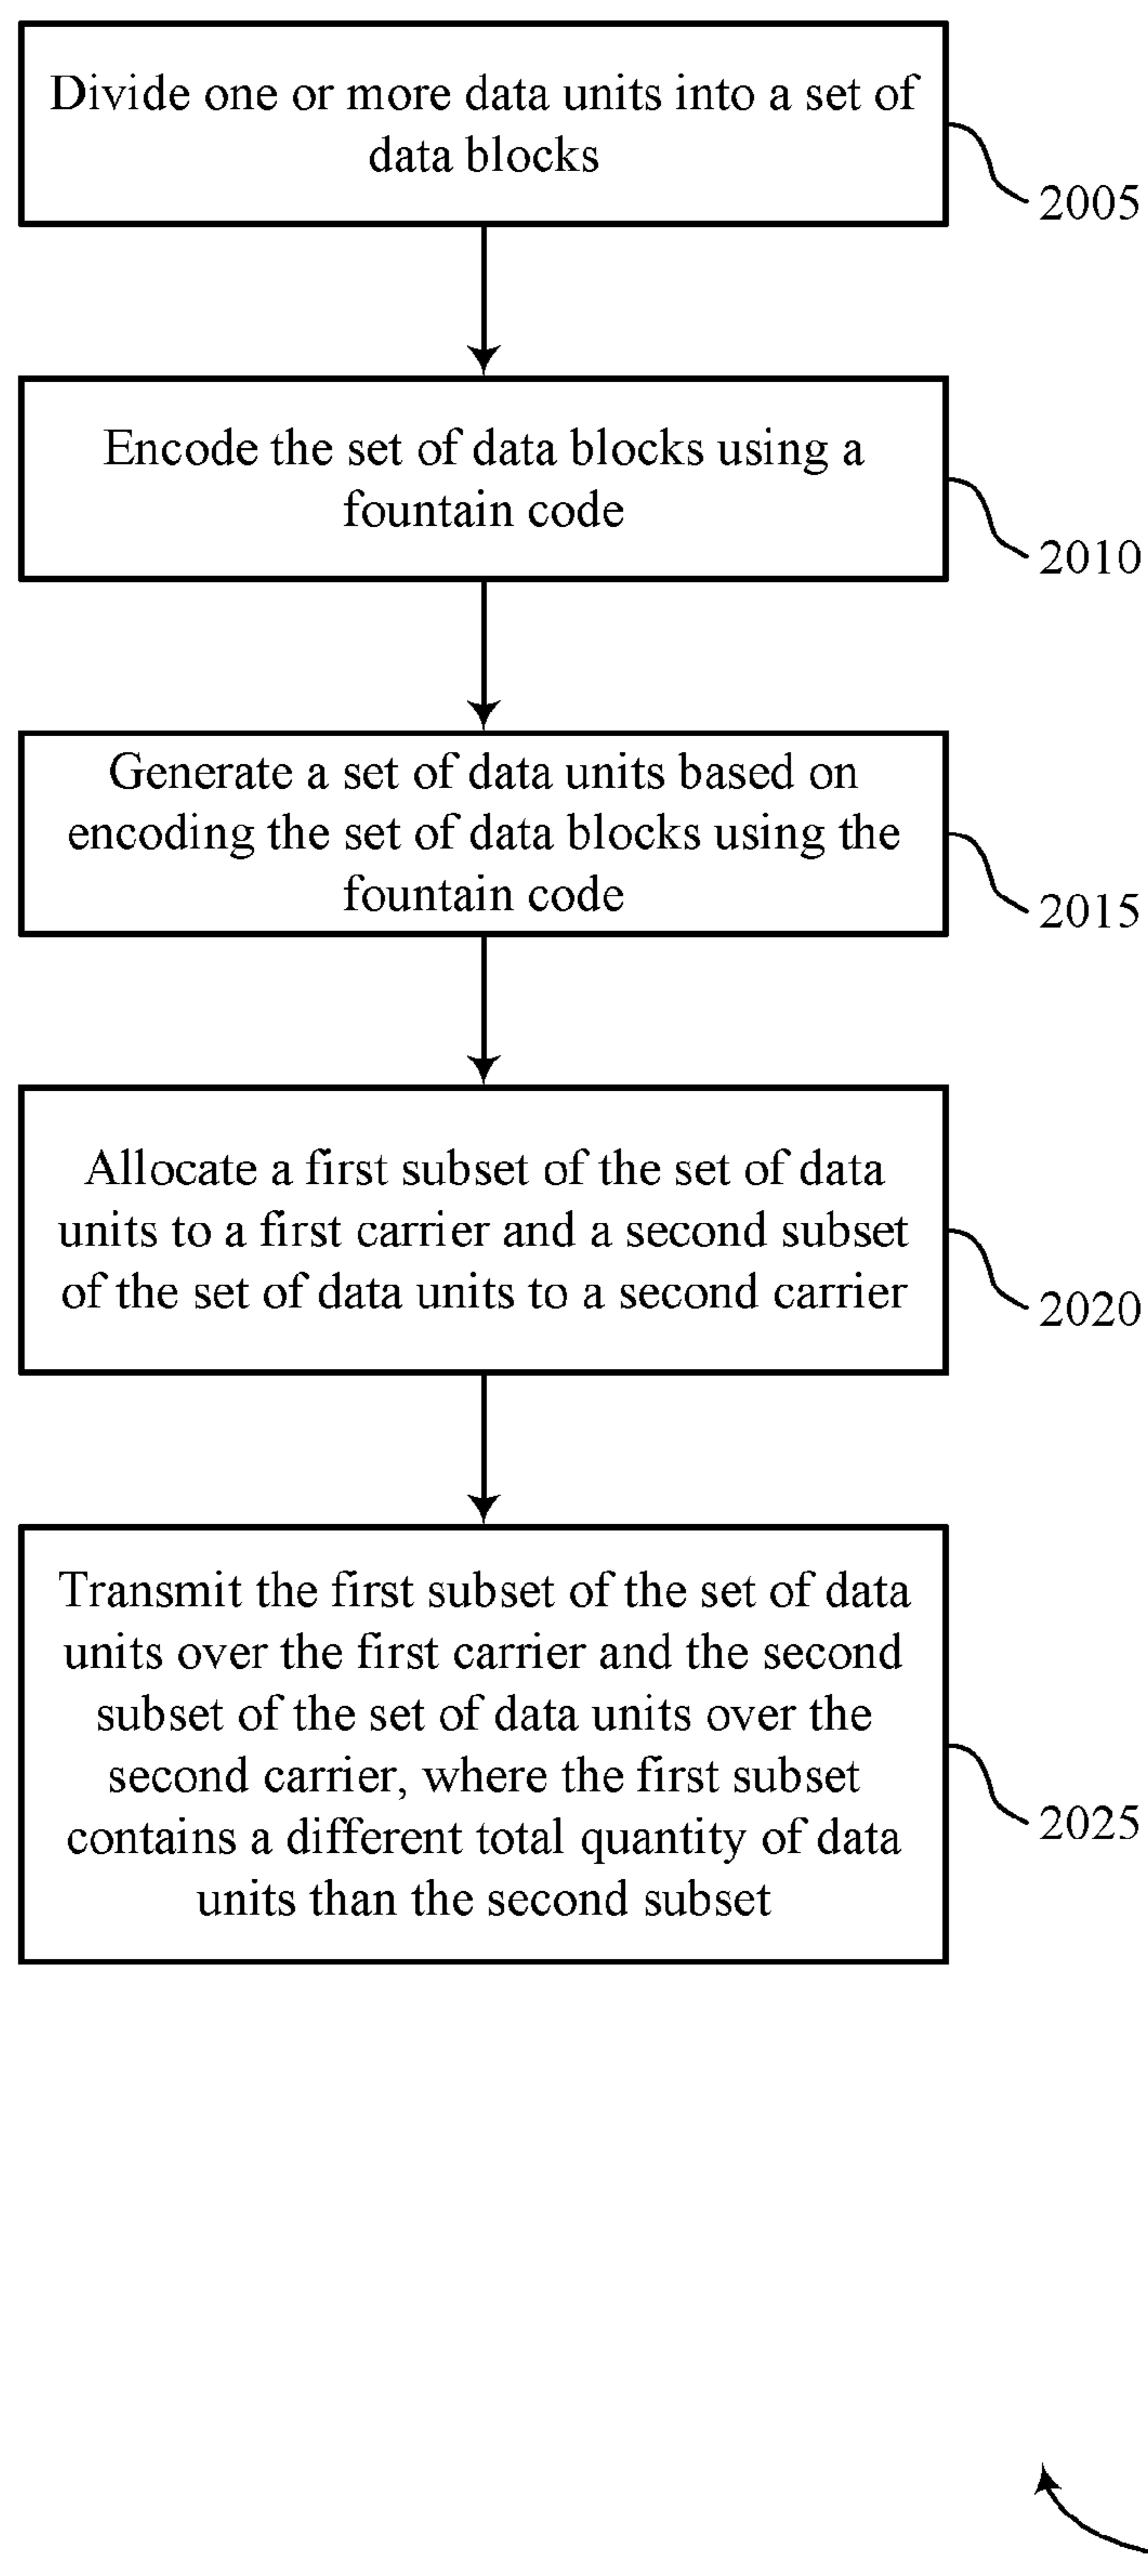 Divide one or more data units into a set of
data blocks
2005
Encode the set of data blocks using a
fountain code
2010
Generate a set of data units based on
encoding the set of data blocks using the
fountain code
2015
Allocate a first subset of the set of data
units to a first carrier and a second subset
of the set of data units to a second carrier
2020
Transmit the first subset of the set of data
units over the first carrier and the second
subset of the set of data units over the
second carrier, where the first subset
contains a different total quantity of data
units than the second subset
2025